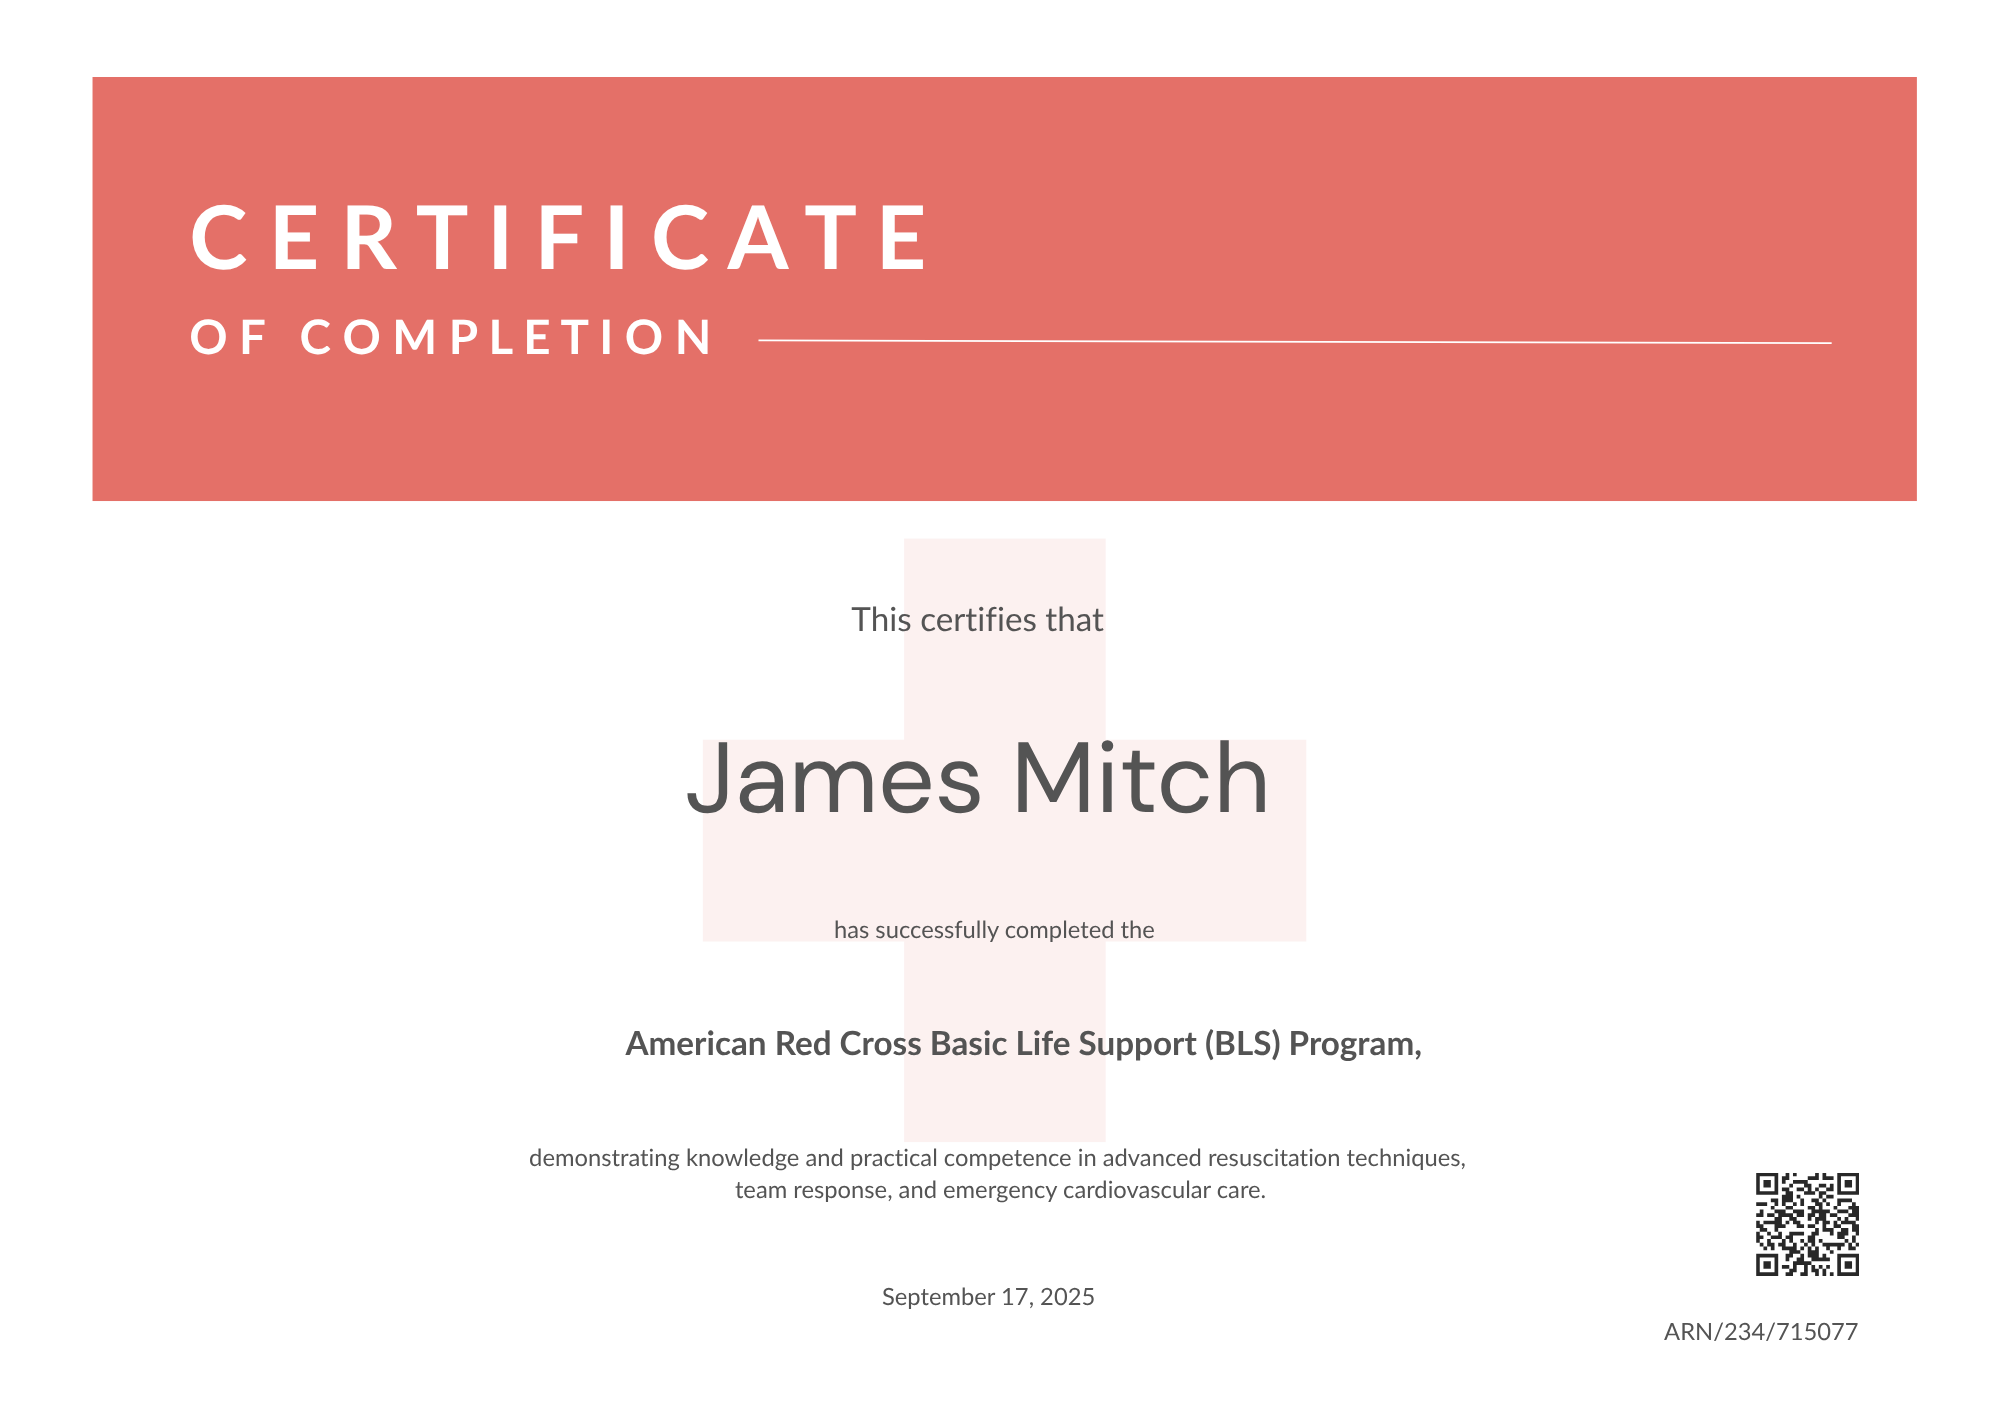 CERTIFICATE
OF COMPLETION
This certifies that
James Mitch
has successfully completed the
American Red Cross Basic Life Support (BLS) Program,
demonstrating knowledge and practical competence in advanced resuscitation techniques,
team response, and emergency cardiovascular care.
September 17, 2025
ARN/234/715077